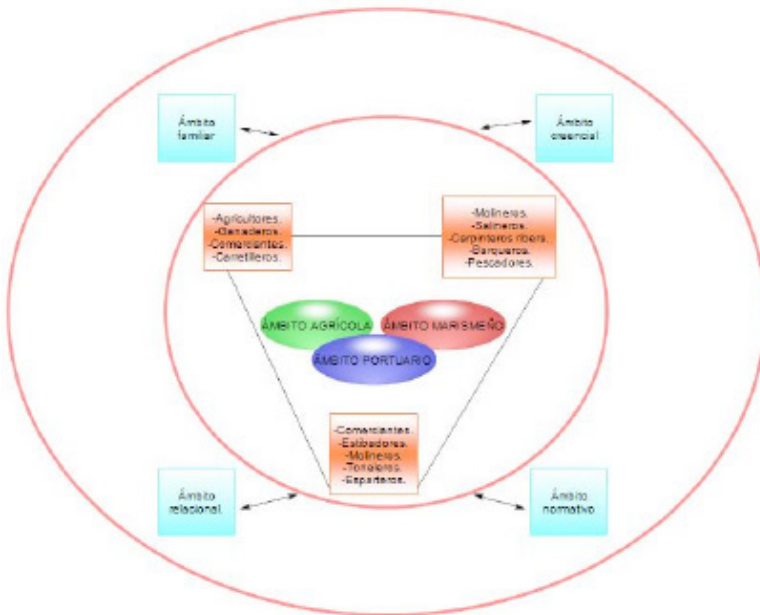 Ámbito
familiar
Ámbito
creencial
-Agricultores.
-Ganaderos.
-Comerciantes.
-Carretilleros.
-Molineros.
-Salineros.
-Carpinteros ribera.
-Barqueros.
-Pescadores.
ÁMBITO AGRÍCOLA
ÁMBITO MARISMEÑO
ÁMBITO PORTUARIO
-Comerciantes.
-Estibadores.
-Molineros.
-Toneleros.
-Esparteros.
Ámbito
relacional
Ámbito
normativo